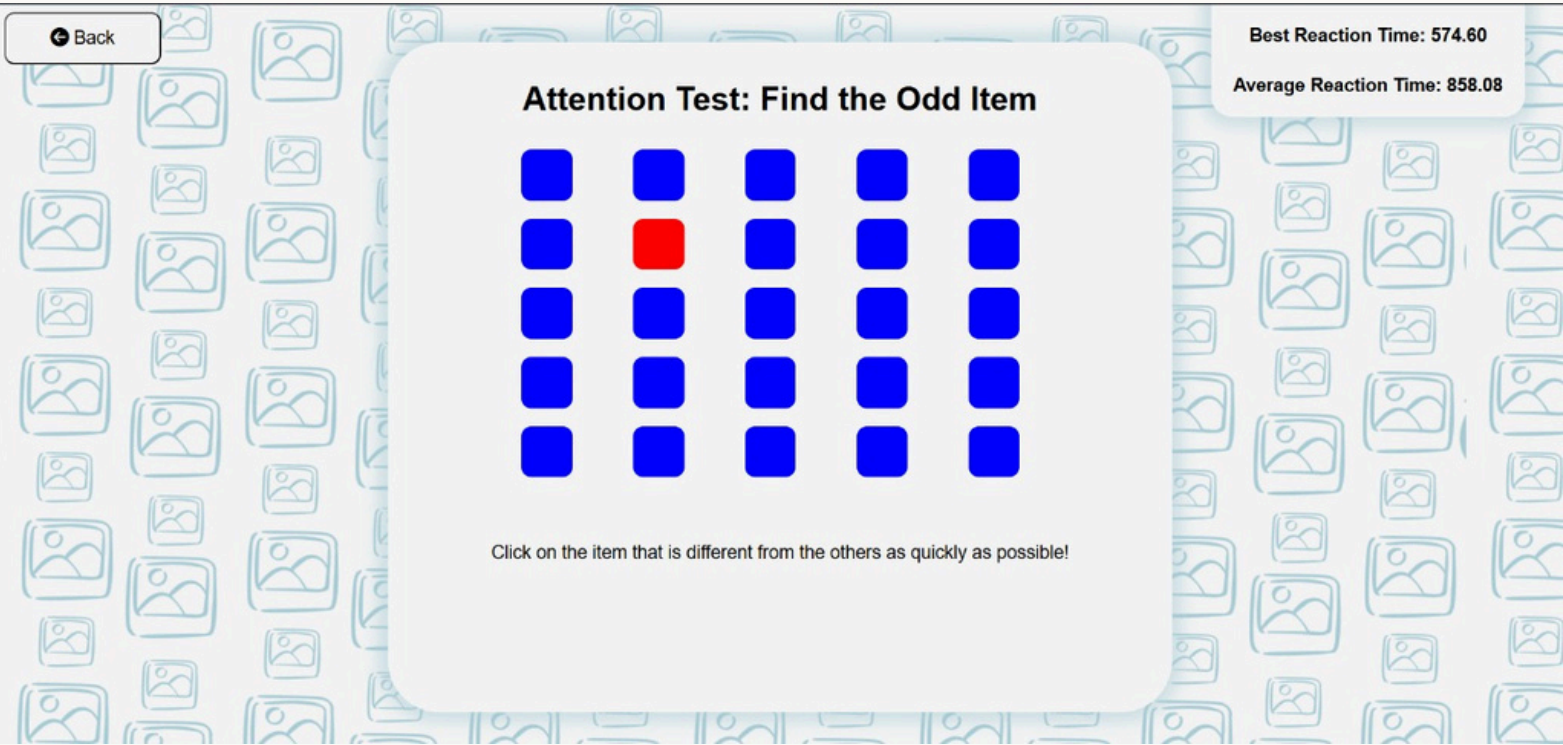 Back
Best Reaction Time: 574.60
Average Reaction Time: 858.08
Attention Test: Find the Odd Item
Click on the item that is different from the others as quickly as possible!